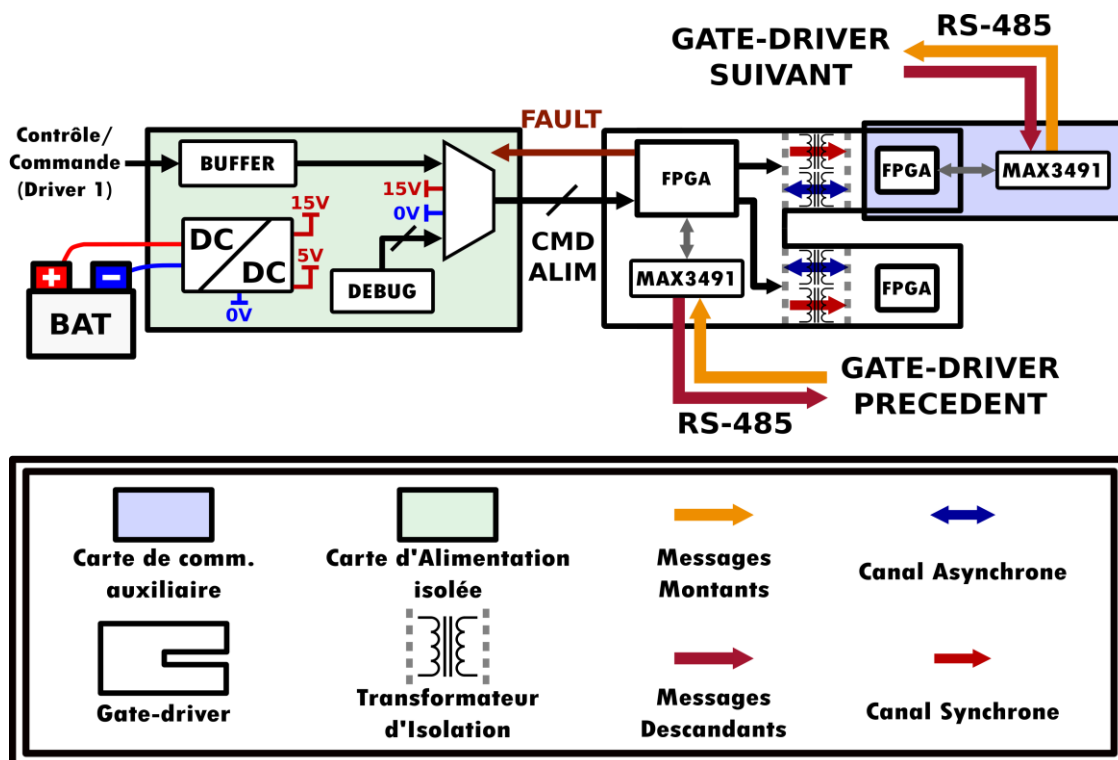 RS-485
GATE-DRIVER
SUIVANT
Contrôle/
Commande
(Driver 1)
BUFFER
FAULT
15V
0V
FPGA
FPGA
MAX3491
15V
DC
DC
5V
0V
DEBUG
CMD
ALIM
MAX3491
FPGA
+
−
BAT
GATE-DRIVER
PRECEDENT
RS-485
Carte de comm.
auxiliaire
Carte d'Alimentation
isolée
Messages
Montants
Canal Asynchrone
Gate-driver
Transformateur
d'Isolation
Messages
Descandants
Canal Synchrone